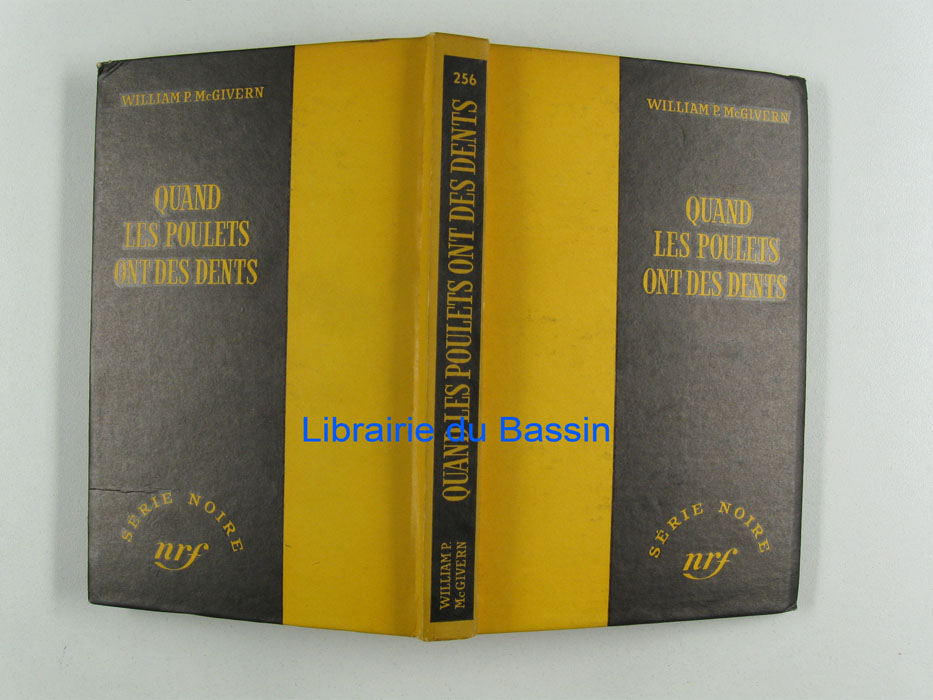 WILLIAM P. McGIVERN
QUAND
LES POULETS
ONT DES DENTS
SÉRIE NOIRE
nrf
256
QUAND LES POULETS ONT DES DENTS
WILLIAM P.
McGIVERN
WILLIAM P. McGIVERN
QUAND
LES POULETS
ONT DES DENTS
SÉRIE NOIRE
nrf
Librairie du Bassin